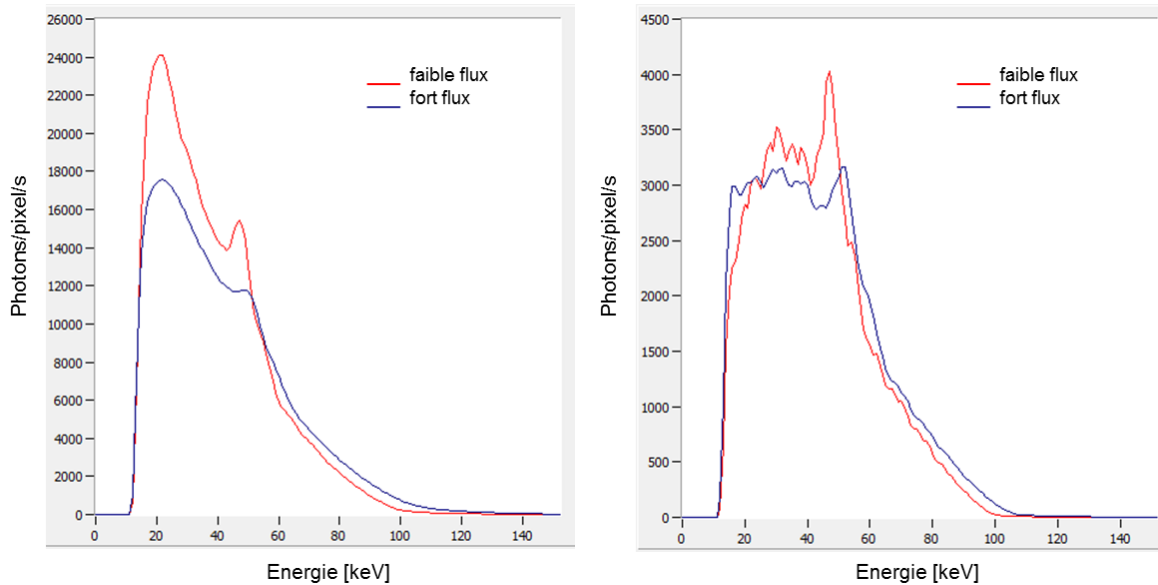 26000
24000
22000
20000
18000
16000
14000
12000
10000
8000
6000
4000
2000
0
0 20 40 60 80 100 120 140
Photons/pixel/s
Energie [keV]
faible flux
fort flux
4500
4000
3500
3000
2500
2000
1500
1000
500
0
0 20 40 60 80 100 120 140
Photons/pixel/s
Energie [keV]
faible flux
fort flux